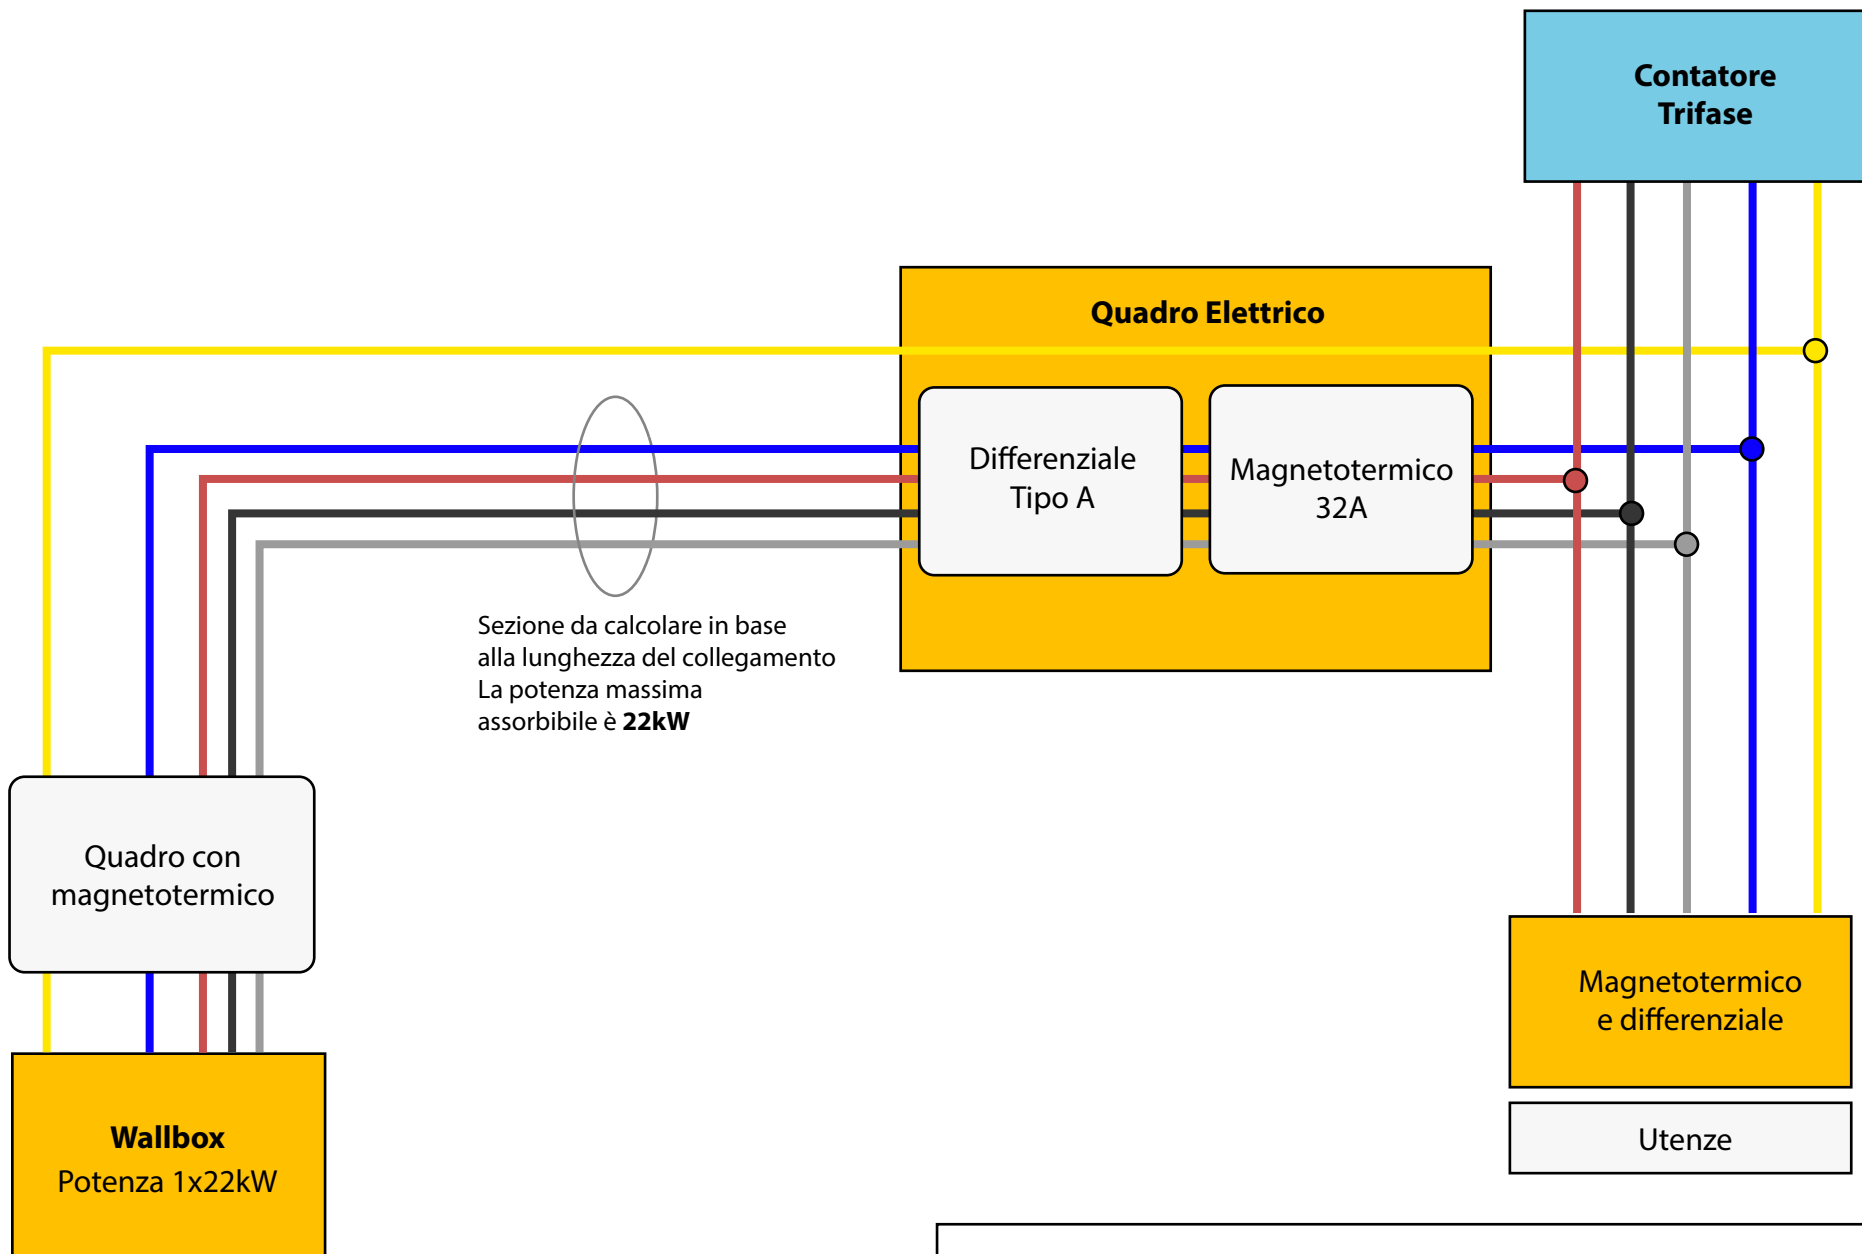 Contatore
Trifase
Quadro Elettrico
Differenziale
Tipo A
Magnetotermico
32A
Sezione da calcolare in base
alla lunghezza del collegamento
La potenza massima
assorbibile è 22kW
Quadro con
magnetotermico
Magnetotermico
e differenziale
Wallbox
Potenza 1x22kW
Utenze